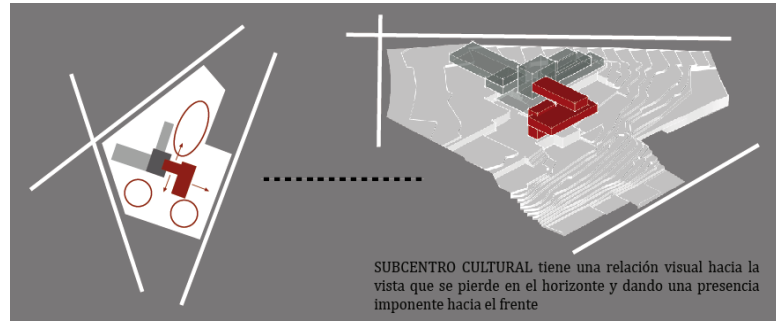 SUBCENTRO CULTURAL tiene una relación visual hacia la
vista que se pierde en el horizonte y dando una presencia
imponente hacia el frente